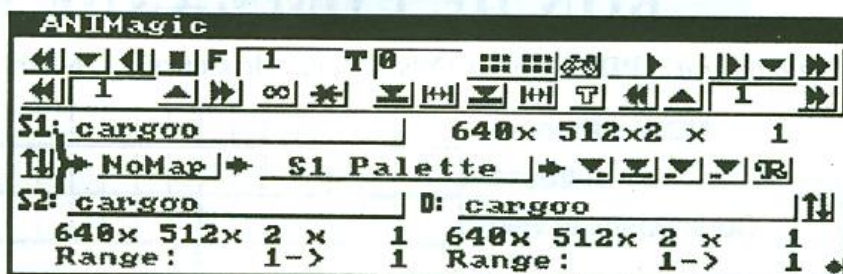 ANIMagic
F 1 T 0
1 ∞ T 1
S1: cargoo 640x 512x2 x 1
NoMap S1 Palette R
S2: cargoo D: cargoo
640x 512x 2 x 1 640x 512x 2 x 1
Range: 1-> 1 Range: 1-> 1